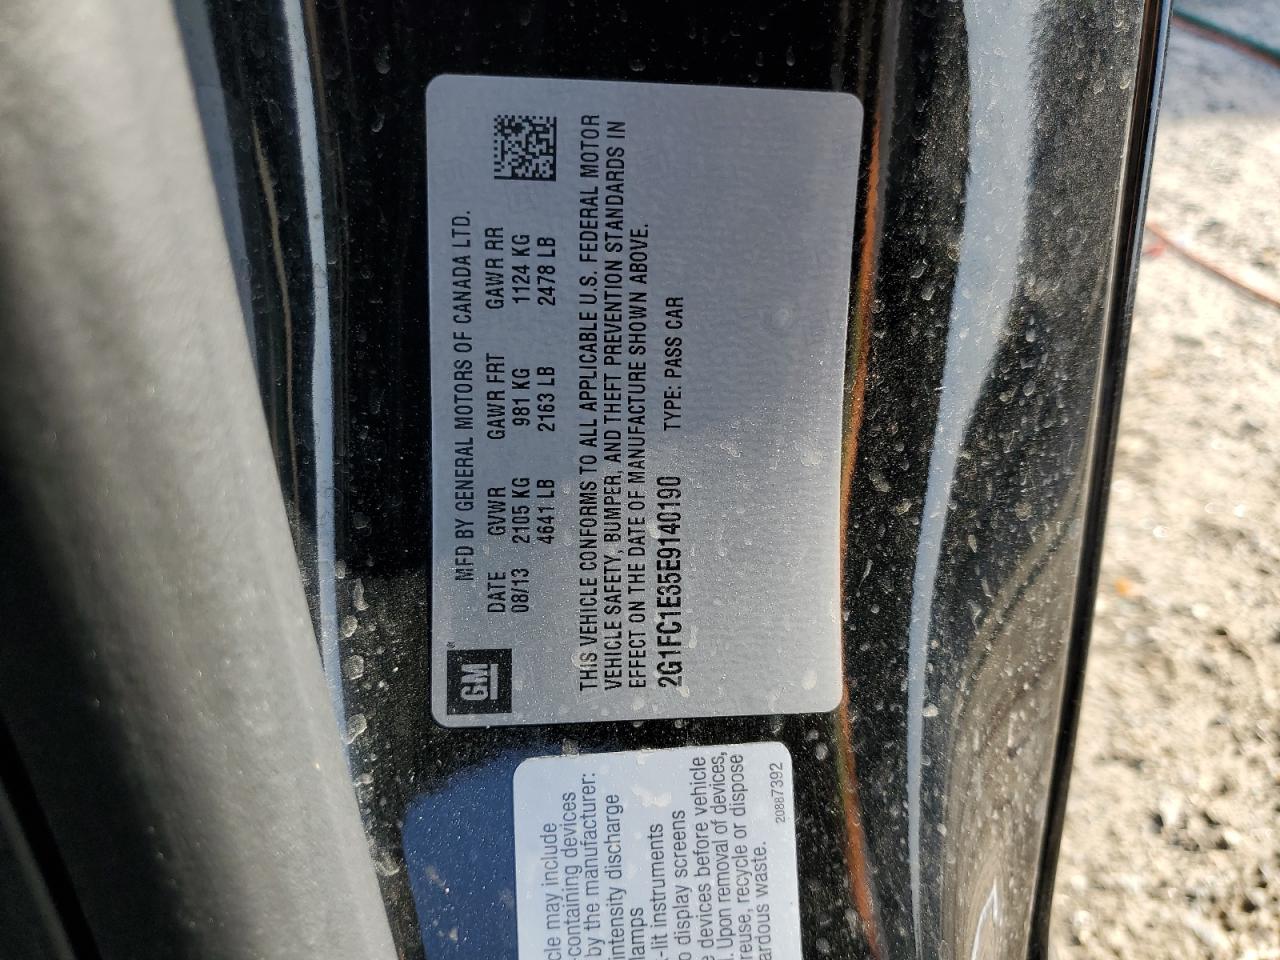 MFD BY GENERAL MOTORS OF CANADA LTD.
DATE GVWR GAWR FRT GAWR RR
08/13 2105 KG 981 KG 1124 KG
4641 LB 2163 LB 2478 LB
GM
THIS VEHICLE CONFORMS TO ALL APPLICABLE U.S. FEDERAL MOTOR
VEHICLE SAFETY, BUMPER, AND THEFT PREVENTION STANDARDS IN
EFFECT ON THE DATE OF MANUFACTURE SHOWN ABOVE.
2G1FC1E35E9140190 TYPE: PASS CAR
cle may include
containing devices
by the manufacturer:
intensity discharge
lamps
-lit instruments
o display screens
e devices before vehicle
l. Upon removal of devices,
reuse, recycle or dispose
ardous waste.
20887392